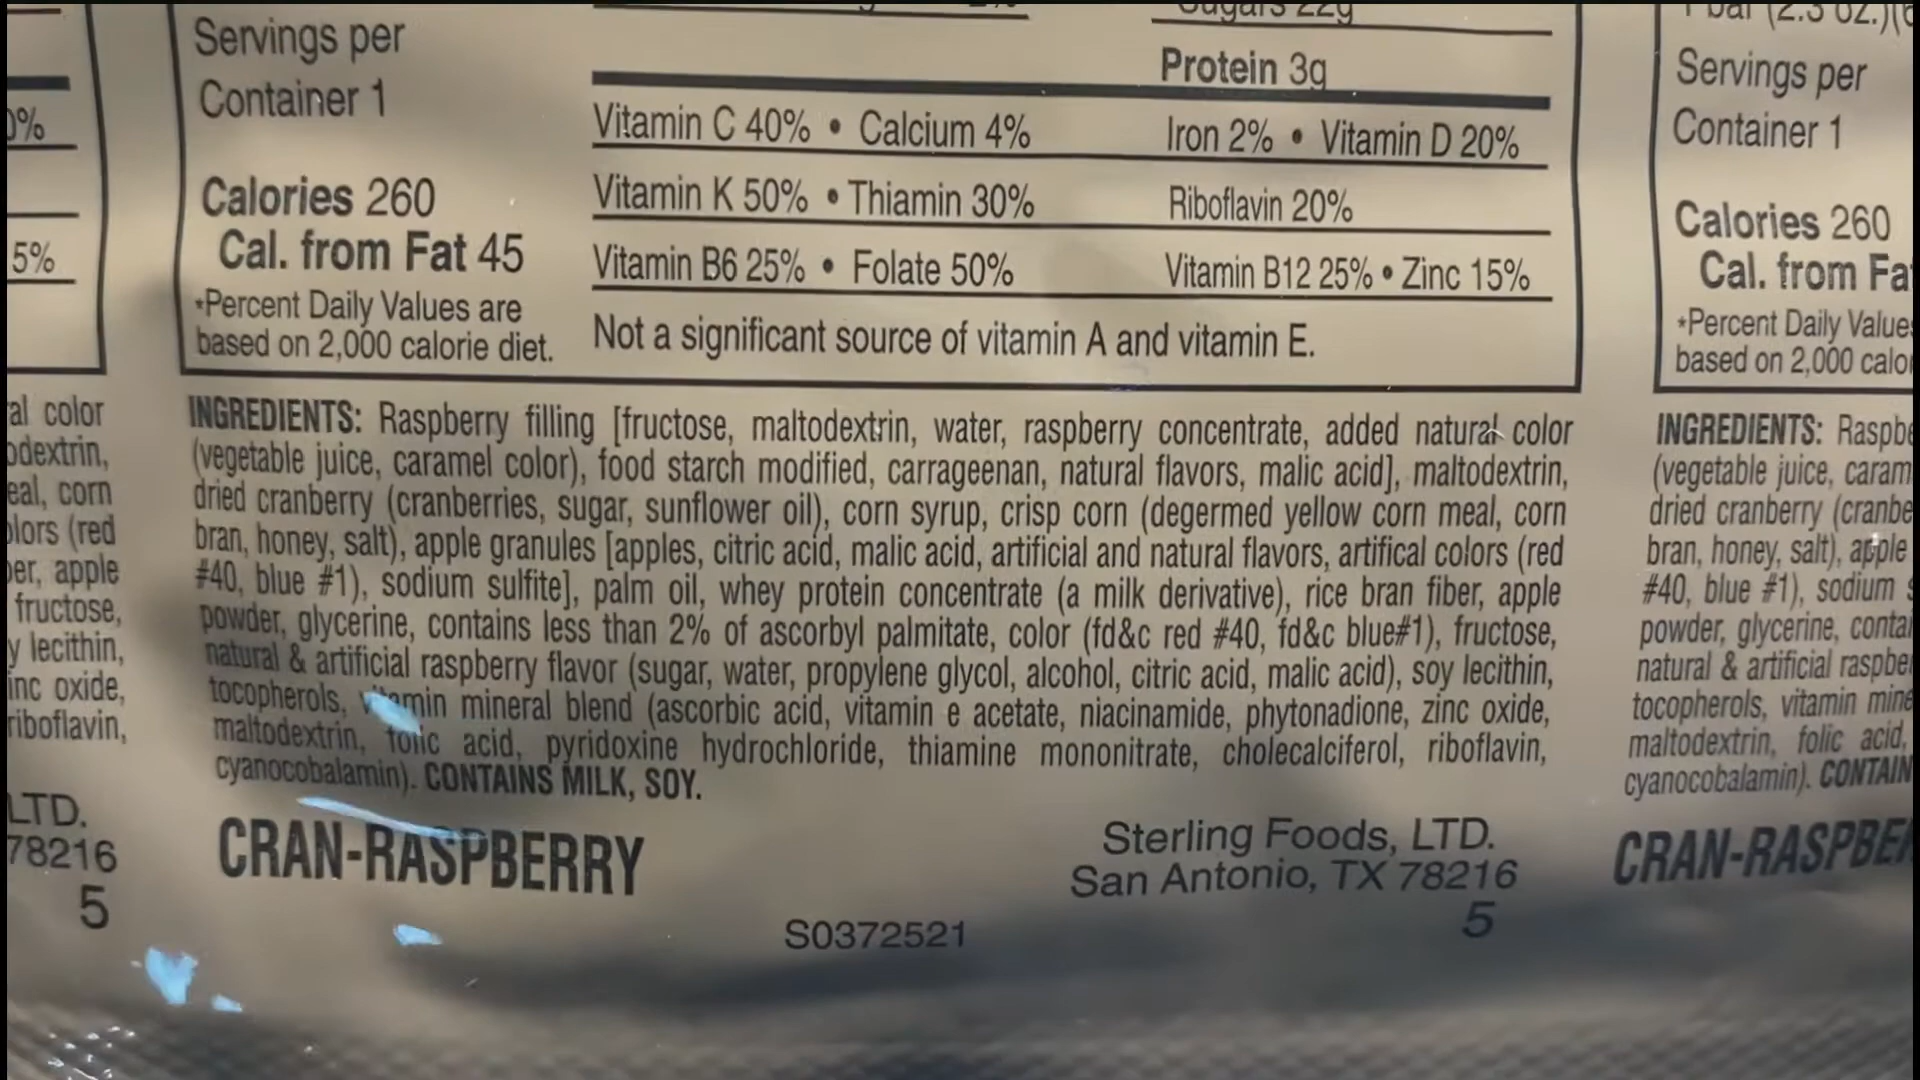 Sugars 22g
1 bar (2.3 oz.)
Servings per
Container 1
Protein 3g
Vitamin C 40% • Calcium 4%
Iron 2% • Vitamin D 20%
Vitamin K 50% • Thiamin 30%
Riboflavin 20%
Calories 260
Cal. from Fat 45
Vitamin B6 25% • Folate 50%
Vitamin B12 25% • Zinc 15%
*Percent Daily Values are
based on 2,000 calorie diet.
Not a significant source of vitamin A and vitamin E.
INGREDIENTS: Raspberry filling [fructose, maltodextrin, water, raspberry concentrate, added natural color
(vegetable juice, caramel color), food starch modified, carrageenan, natural flavors, malic acid], maltodextrin,
dried cranberry (cranberries, sugar, sunflower oil), corn syrup, crisp corn (degermed yellow corn meal, corn
bran, honey, salt), apple granules [apples, citric acid, malic acid, artificial and natural flavors, artifical colors (red
#40, blue #1), sodium sulfite], palm oil, whey protein concentrate (a milk derivative), rice bran fiber, apple
powder, glycerine, contains less than 2% of ascorbyl palmitate, color (fd&c red #40, fd&c blue#1), fructose,
natural & artificial raspberry flavor (sugar, water, propylene glycol, alcohol, citric acid, malic acid), soy lecithin,
tocopherols, vitamin mineral blend (ascorbic acid, vitamin e acetate, niacinamide, phytonadione, zinc oxide,
maltodextrin, folic acid, pyridoxine hydrochloride, thiamine mononitrate, cholecalciferol, riboflavin,
cyanocobalamin). CONTAINS MILK, SOY.
CRAN-RASPBERRY
Sterling Foods, LTD.
San Antonio, TX 78216
5
S0372521
5%
al color
odextrin,
eal, corn
olors (red
er, apple
fructose,
y lecithin,
inc oxide,
riboflavin,
LTD.
78216
5
Servings per
Container 1
Calories 260
Cal. from Fa
*Percent Daily Value
based on 2,000 calo
INGREDIENTS: Raspbe
(vegetable juice, caram
dried cranberry (cranbe
bran, honey, salt), apple
#40, blue #1), sodium
powder, glycerine, contai
natural & artificial raspber
tocopherols, vitamin mine
maltodextrin, folic acid,
cyanocobalamin). CONTAIN
CRAN-RASPBER